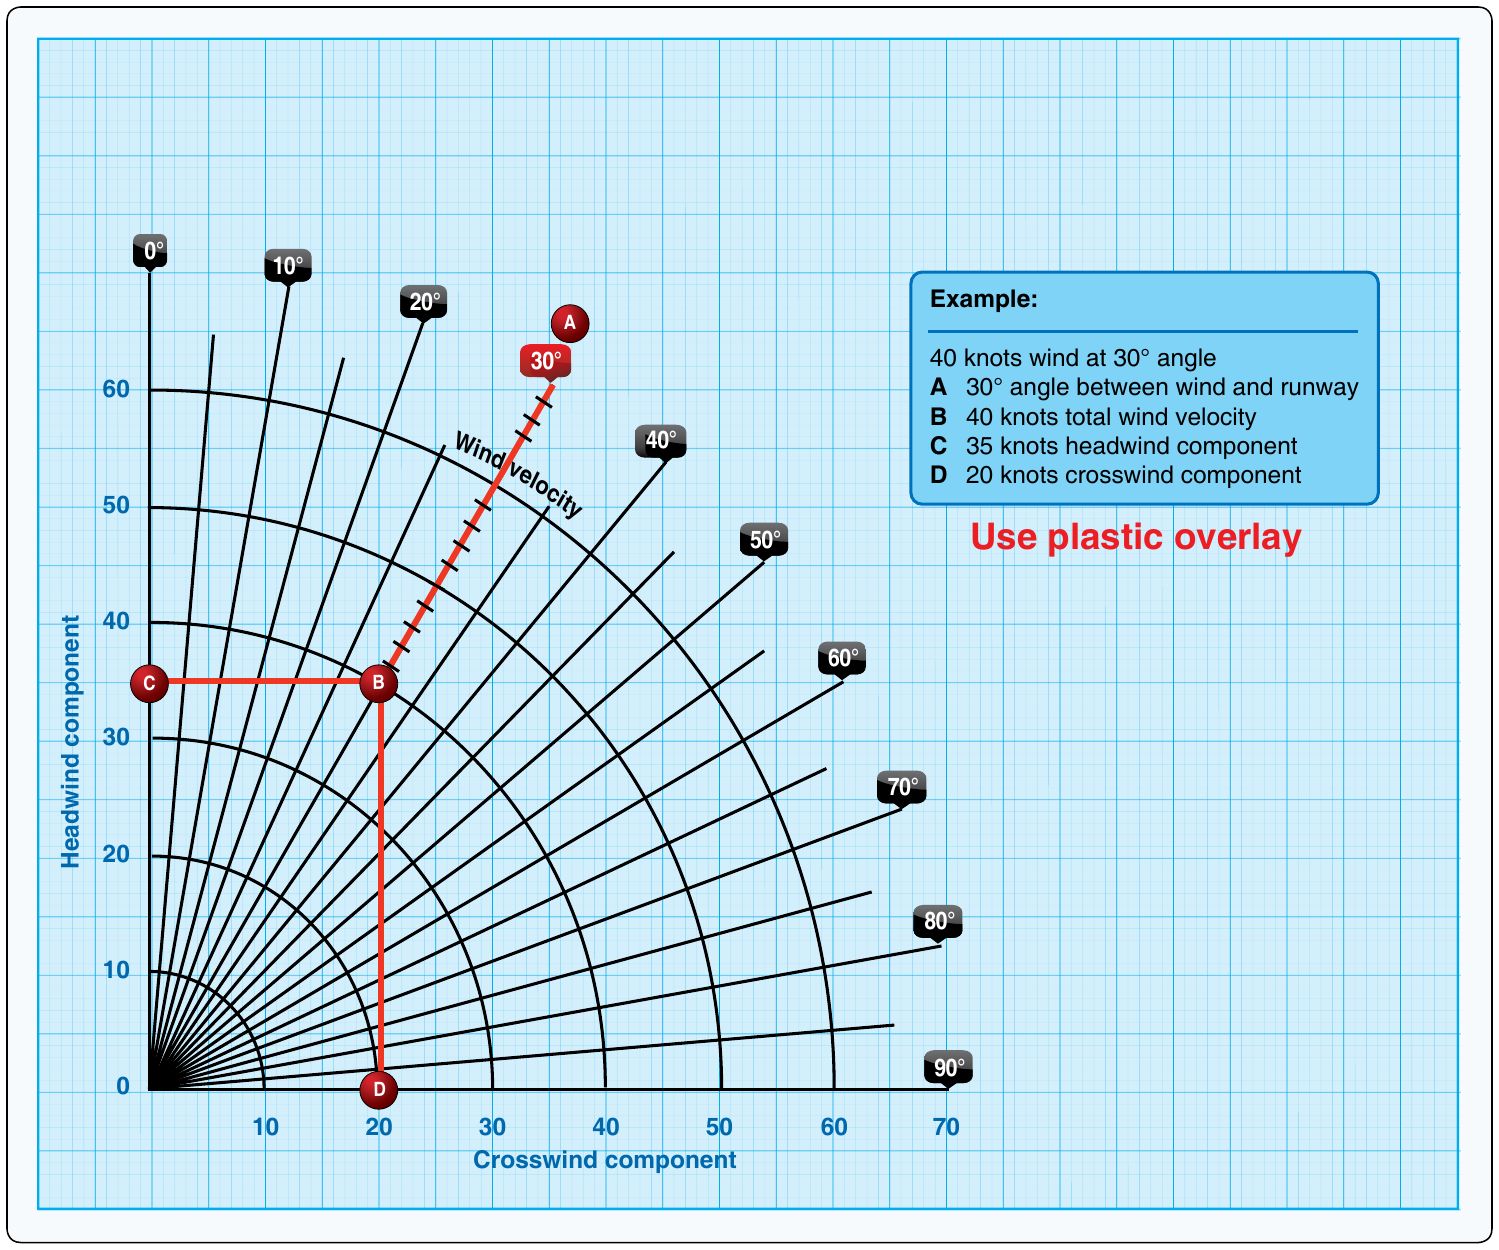 0°
10°
20°
A
30°
40°
50°
60°
70°
80°
90°
Wind velocity
Example:
40 knots wind at 30° angle
A 30° angle between wind and runway
B 40 knots total wind velocity
C 35 knots headwind component
D 20 knots crosswind component
Use plastic overlay
Headwind component
60
50
40
C
B
30
20
10
0
D
10 20 30 40 50 60 70
Crosswind component